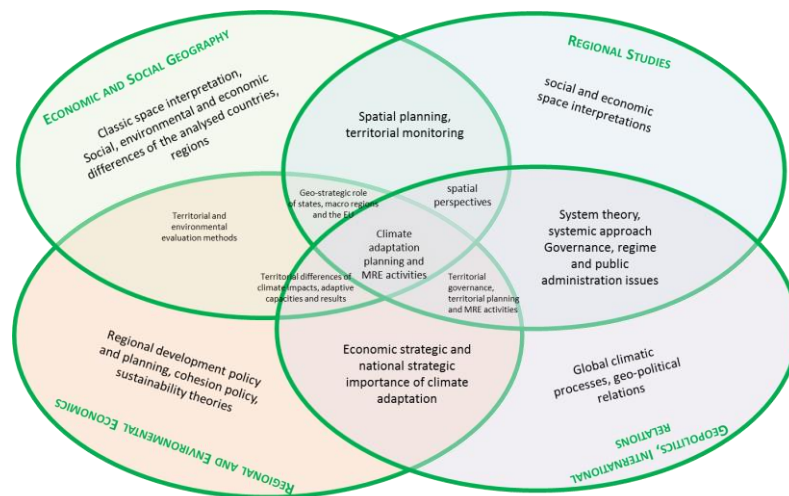 ECONOMIC AND SOCIAL GEOGRAPHY
Classic space interpretation,
Social, environmental and economic
differences of the analysed countries,
regions
REGIONAL STUDIES
social and economic
space interpretations
Spatial planning,
territorial monitoring
Geo-strategic role
of states, macro regions
and the EU
spatial
perspectives
Territorial and
environmental
evaluation methods
Climate
adaptation
planning and
MRE activities
System theory,
systemic approach
Governance, regime
and public
administration issues
Territorial differences of
climate impacts, adaptive
capacities and results
Territorial
governance,
territorial planning
and MRE activities
Regional development policy
and planning, cohesion policy,
sustainability theories
Economic strategic and
national strategic
importance of climate
adaptation
Global climatic
processes, geo-political
relations
REGIONAL AND ENVIRONMENTAL ECONOMICS
GEOPOLITICS, INTERNATIONAL
RELATIONS